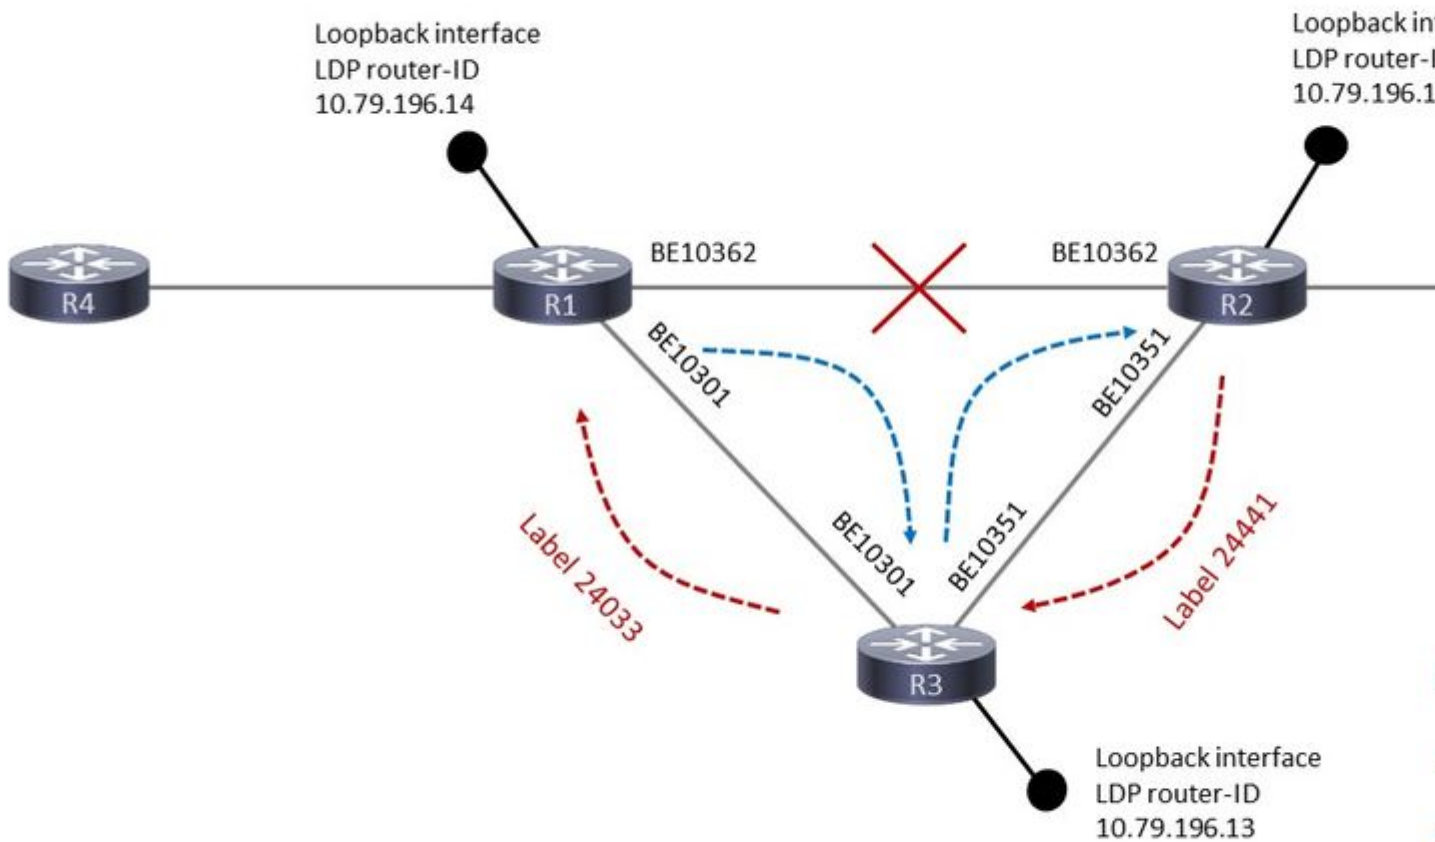 Loopback interface
LDP router-ID
10.79.196.14
Loopback in
LDP router-
10.79.196.1
BE10362
BE10362
R4
R1
R2
BE10301
BE10351
Label 24033
BE10301
BE10351
Label 24441
R3
Loopback interface
LDP router-ID
10.79.196.13